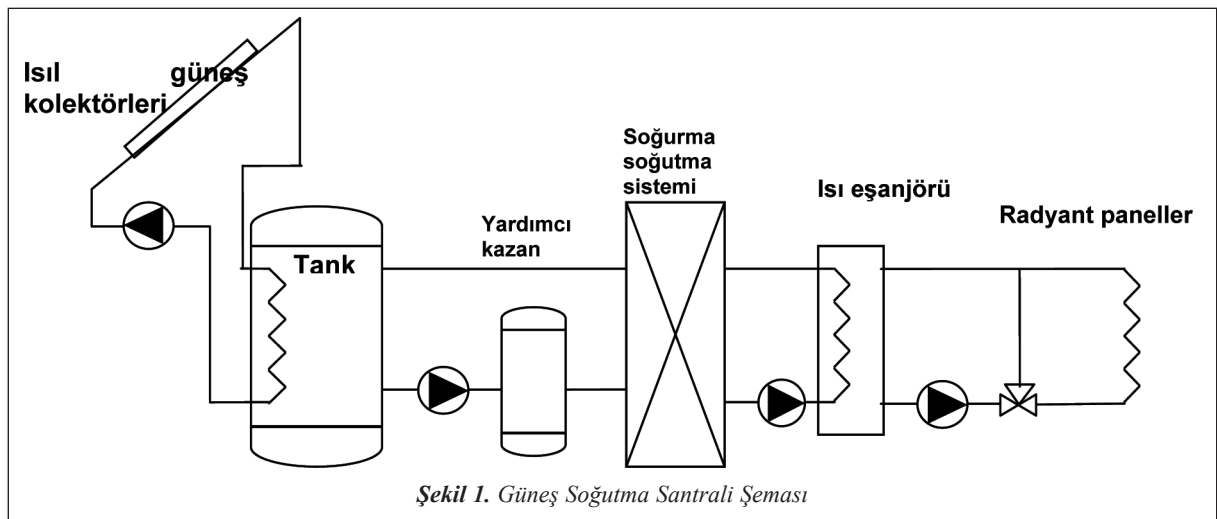 Isıl güneş
kolektörleri
Tank
Yardımcı
kazan
Soğurma
soğutma
sistemi
Isı eşanjörü
Radyant paneller
Şekil 1. Güneş Soğutma Santrali Şeması